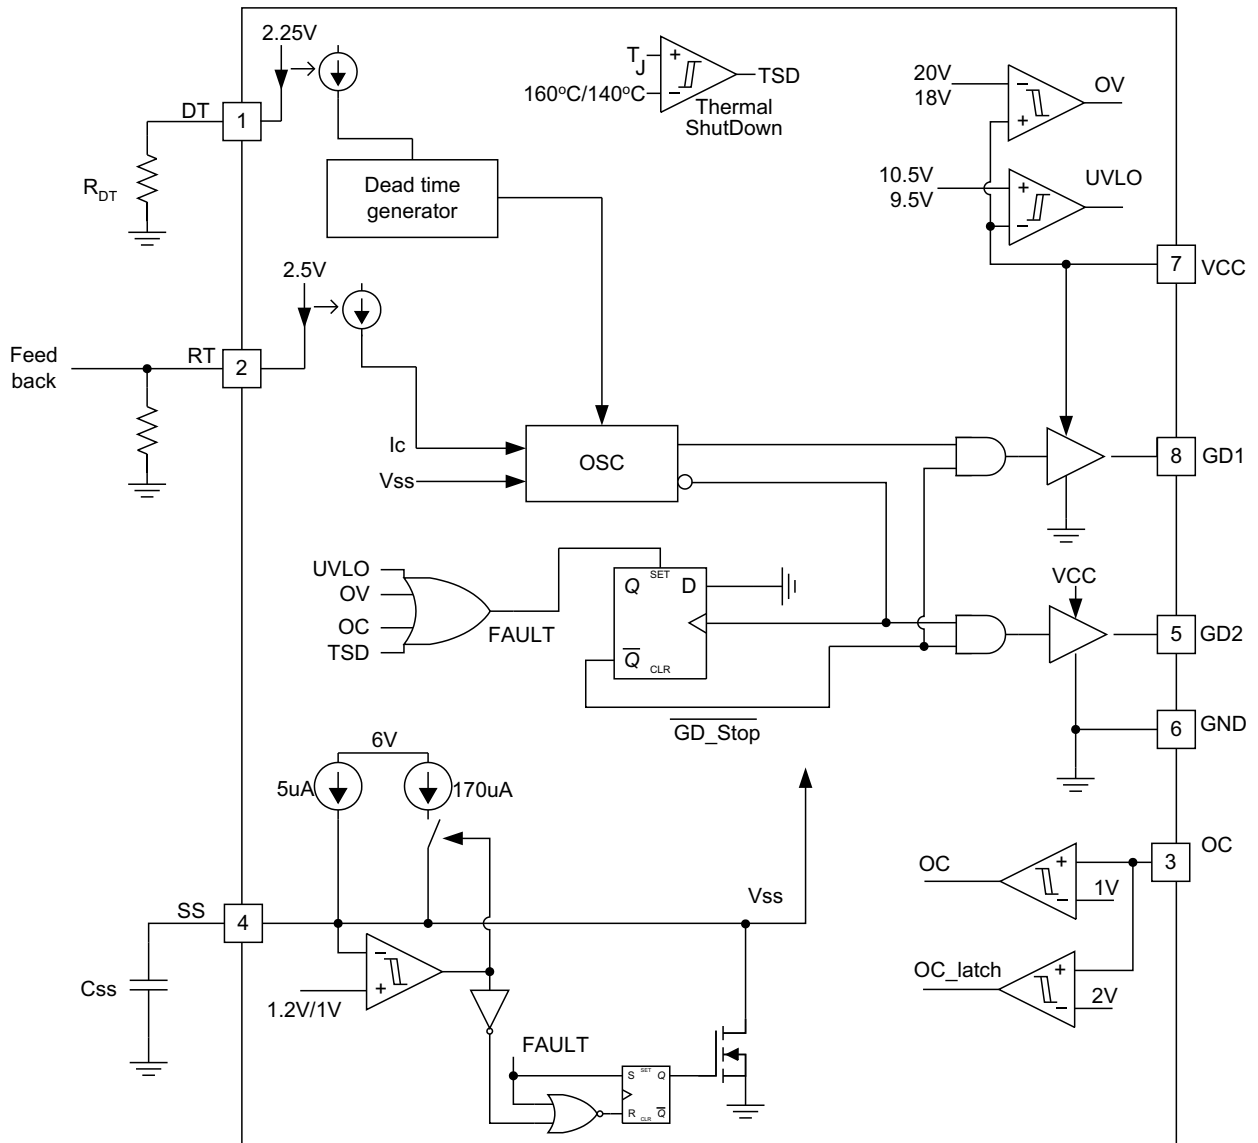 2.25V
DT
1
R_DT
Dead time
generator
T_J
+
160°C/140°C
−
TSD
Thermal
ShutDown
20V
18V
−
+
OV
10.5V
9.5V
+
−
UVLO
7
VCC
2.5V
Feed
back
RT
2
Ic
Vss
OSC
8
GD1
UVLO
OV
OC
TSD
FAULT
Q
SET
D
Q̅
CLR
G̅D̅_̅S̅t̅o̅p̅
VCC
5
GD2
6
GND
6V
5uA
170uA
Vss
SS
4
Css
−
+
1.2V/1V
FAULT
S
SET
Q
R
CLR
Q̅
OC
3
OC
+
−
1V
OC_latch
+
−
2V